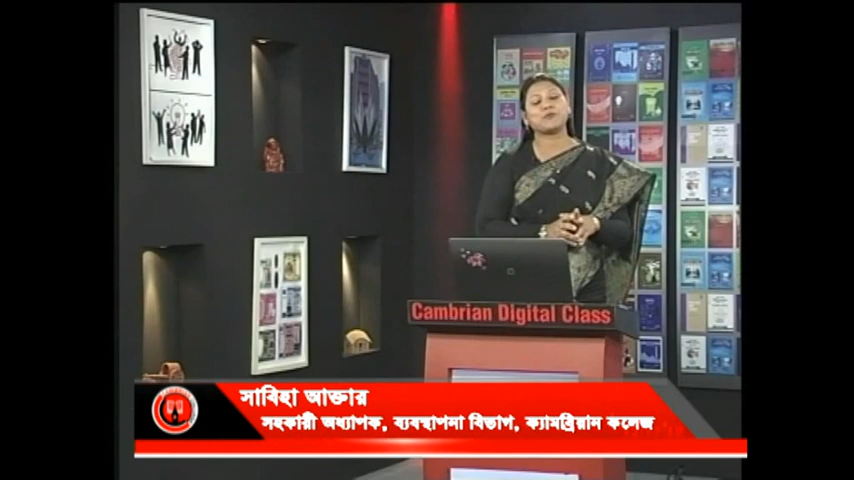 Cambrian Digital Class
সাবিহা আক্তার
সহকারী অধ্যাপক, ব্যবস্থাপনা বিভাগ, ক্যামব্রিয়ান কলেজ